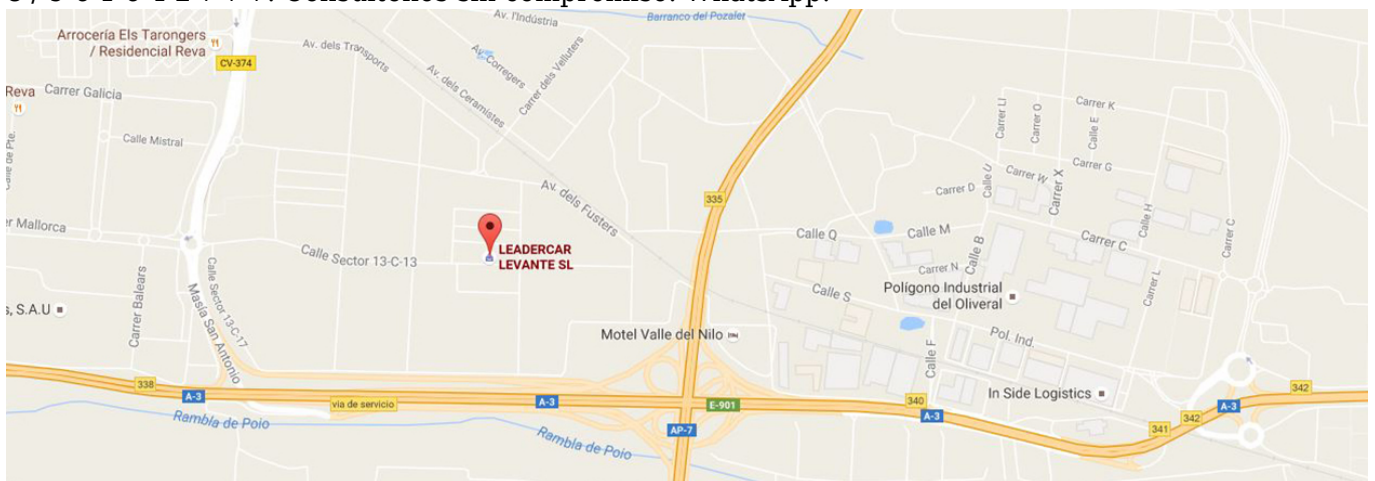 Av. l'Indústria
Barranco del Pozaler
Arrocería Els Tarongers
/ Residencial Reva
Av. dels Transports
Av. Corregers
CV-374
Av. dels Ceramistes
Carrer dels Velluters
Reva
Carrer Galicia
Calle Mistral
Carrer LI
Carrer O
Carrer K
Calle E
Carrer G
Calle U
Carrer W
Carrer X
Carrer D
Av. dels Fusters
335
Calle H
Carrer C
Mallorca
Calle Sector 13-C-13
LEADERCAR
LEVANTE SL
Calle Q
Calle M
Calle B
Carrer C
Carrer N
Carrer L
Carrer Balears
Calle Sector 13-C-17
Masía San Antonio
, S.A.U
Calle S
Polígono Industrial
del Oliveral
Motel Valle del Nilo
Pol. Ind.
Calle F
In Side Logistics
338
A-3
via de servicio
A-3
E-901
340
A-3
341
342
A-3
342
Rambla de Poio
AP-7
Rambla de Poio